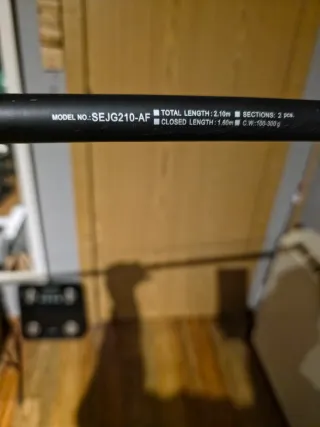 MODEL NO.: SEJG210-AF ■ TOTAL LENGTH : 2.10m ■ SECTIONS: 2 pcs.
■ CLOSED LENGTH : 1.60m ■ C.W.:100-300 g